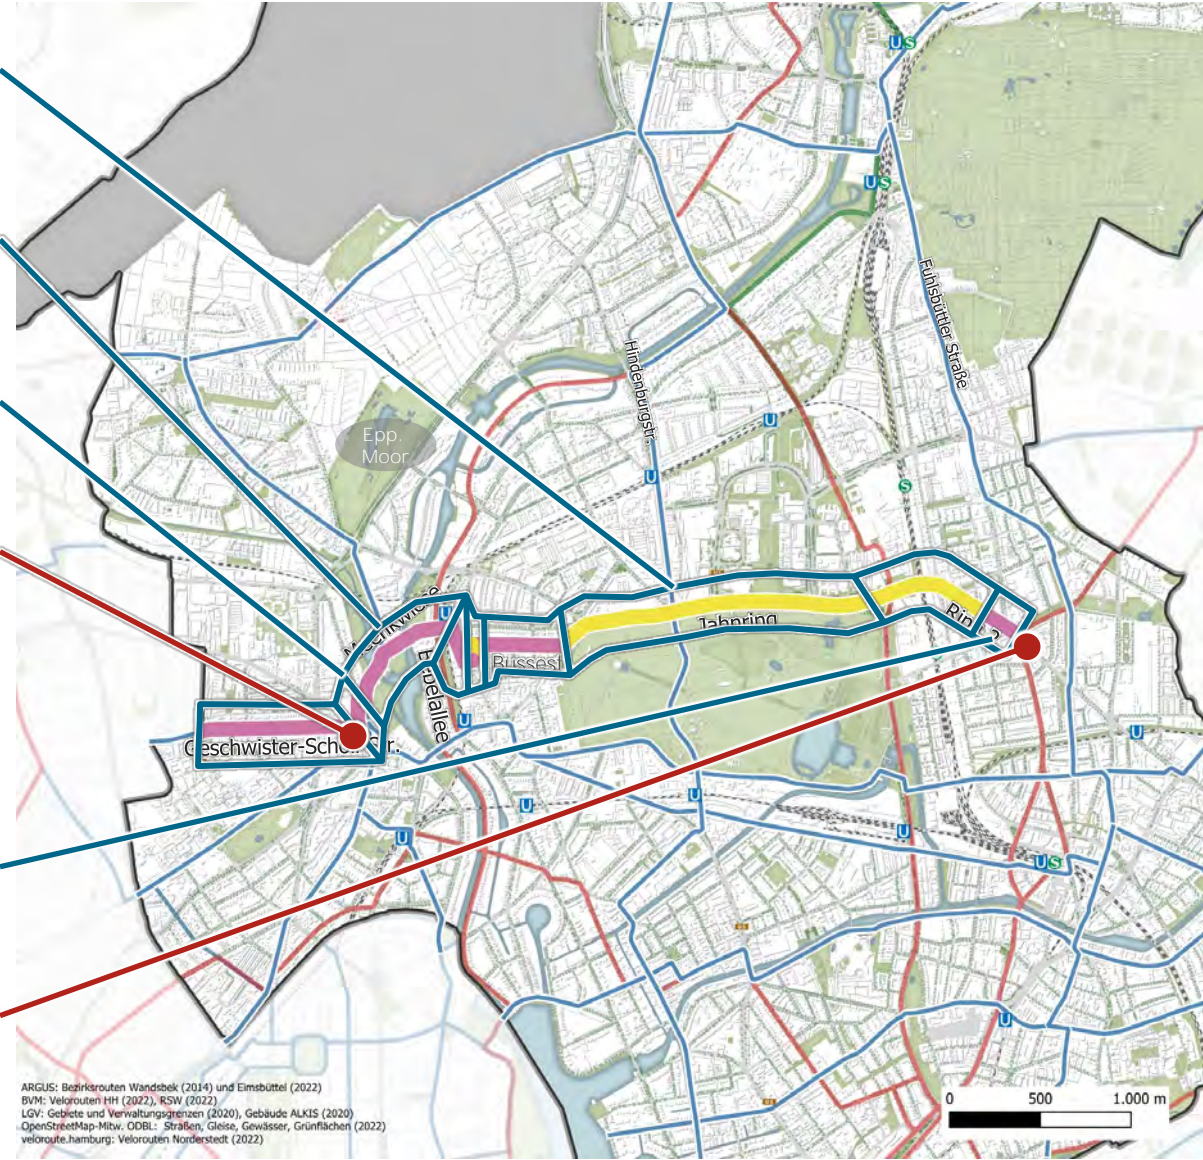 U S
U S
Fuhlsbüttler Straße
Hindenburgstr.
Epp.
Moor
U
U
S
U
Jahnring
Ring 2
Bussest
Geschwister-Scholl-Str.
U
U
U
U
U
U
U S
U
0 500 1.000 m
ARGUS: Bezirksrouten Wandsbek (2014) und Eimsbüttel (2022)
BVM: Velorouten HH (2022), RSW (2022)
LGV: Gebiete und Verwaltungsgrenzen (2020), Gebäude ALKIS (2020)
OpenStreetMap-Mitw. ODBL: Straßen, Gleise, Gewässer, Grünflächen (2022)
veloroute.hamburg: Velorouten Norderstedt (2022)